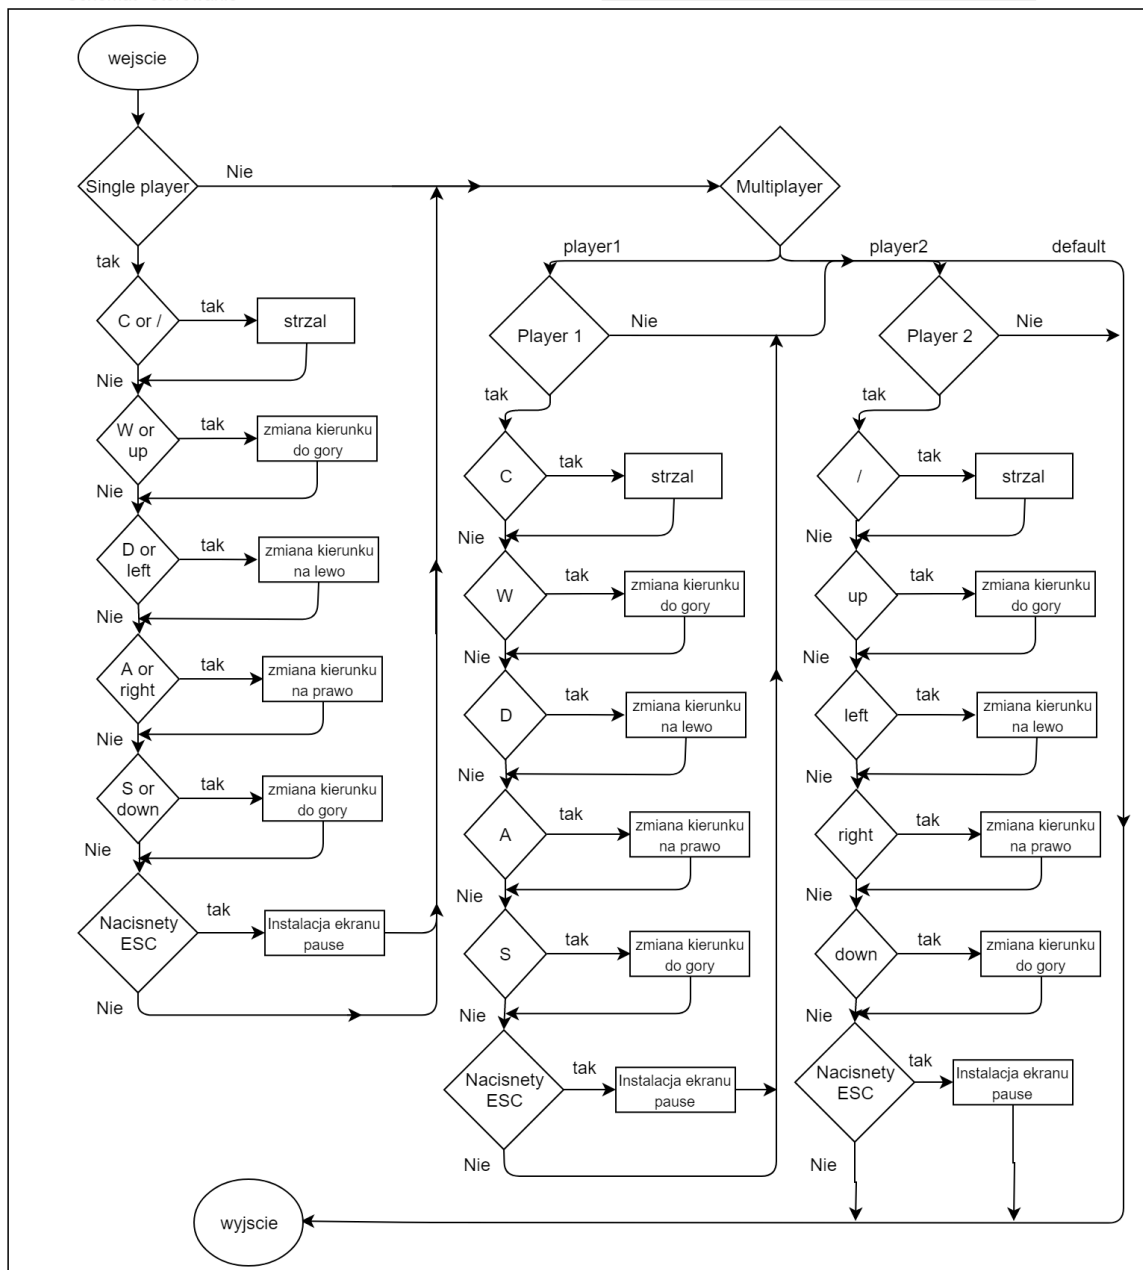 wejscie
Single player
Nie
Multiplayer
tak
C or /
tak
strzal
Nie
W or
up
tak
zmiana kierunku
do gory
Nie
D or
left
tak
zmiana kierunku
na lewo
Nie
A or
right
tak
zmiana kierunku
na prawo
Nie
S or
down
tak
zmiana kierunku
do gory
Nie
Nacisnety
ESC
tak
Instalacja ekranu
pause
Nie
player1
player2
default
Player 1
Nie
tak
C
tak
strzal
Nie
W
tak
zmiana kierunku
do gory
Nie
D
tak
zmiana kierunku
na lewo
Nie
A
tak
zmiana kierunku
na prawo
Nie
S
tak
zmiana kierunku
do gory
Nie
Nacisnety
ESC
tak
Instalacja ekranu
pause
Nie
Player 2
Nie
tak
/
tak
strzal
Nie
up
tak
zmiana kierunku
do gory
Nie
left
tak
zmiana kierunku
na lewo
Nie
right
tak
zmiana kierunku
na prawo
Nie
down
tak
zmiana kierunku
do gory
Nie
Nacisnety
ESC
tak
Instalacja ekranu
pause
Nie
wyjscie